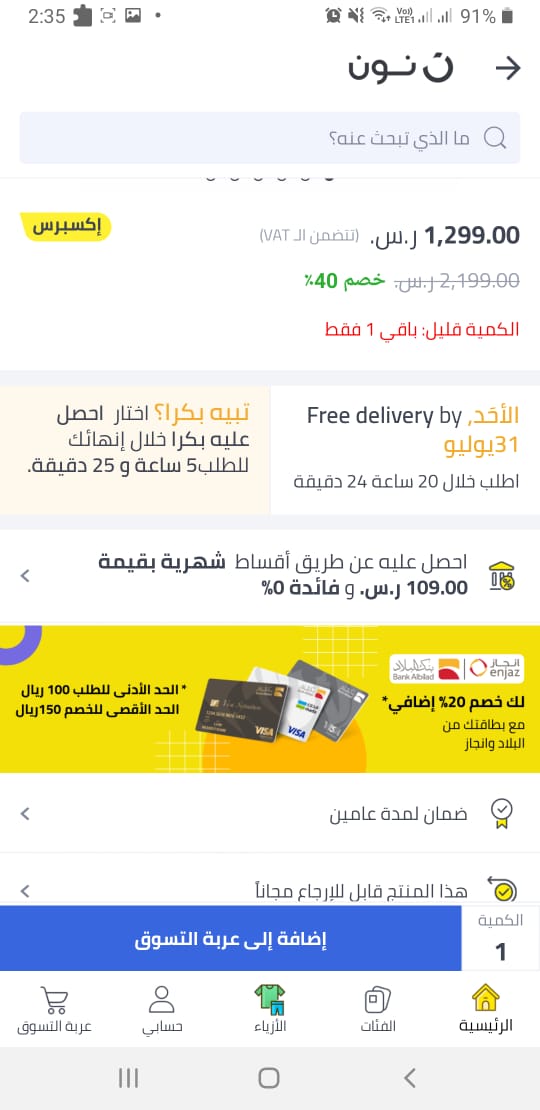 2:35
Vo)) LTE1 91%
ن نون
ما الذي تبحث عنه؟
1,299.00 ر.س. (تتضمن الـ VAT)
إكسبرس
2,199.00 ر.س. خصم 40٪
الكمية قليل: باقي 1 فقط
الأحَد, Free delivery by
31يوليو
اطلب خلال 20 ساعة 24 دقيقة
تبيه بكرا؟ اختار احصل
عليه بكرا خلال إنهائك
للطلب5 ساعة و 25 دقيقة.
احصل عليه عن طريق أقساط شهرية بقيمة
109.00 ر.س. و فائدة 0%
بنك البلاد Bank Albilad
انجاز enjaz
لك خصم 20% إضافي*
مع بطاقتك من
البلاد وانجاز
VISA
VISA
* الحد الأدنى للطلب 100 ريال
الحد الأقصى للخصم 150ريال
ضمان لمدة عامين
هذا المنتج قابل للإرجاع مجاناً
الكمية
1
إضافة إلى عربة التسوق
الرئيسية
الفئات
الأزياء
حسابي
عربة التسوق